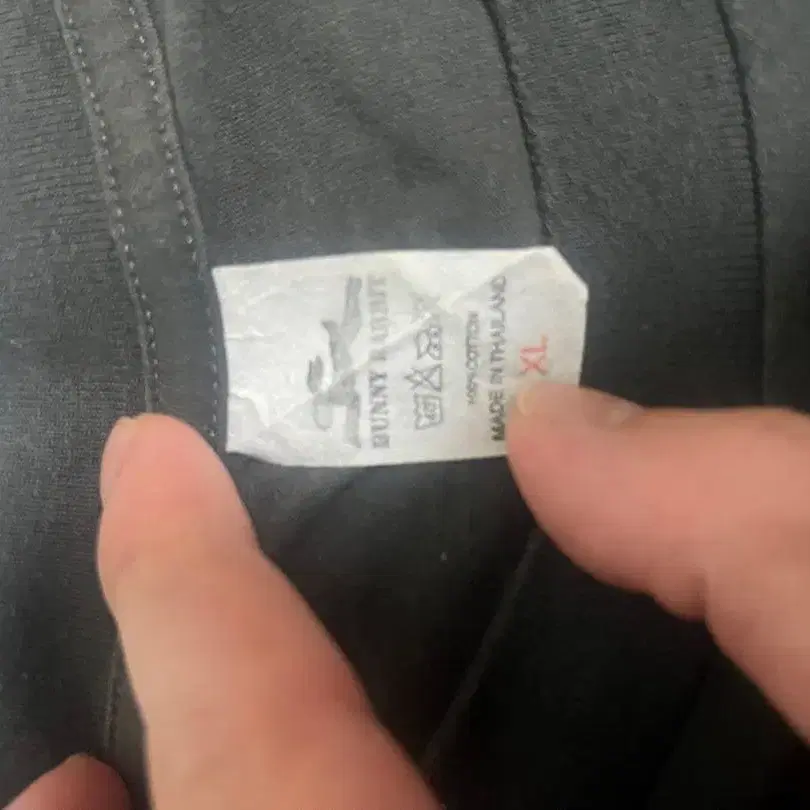 BUNNY RABBIT
100% COTTON
MADE IN THAILAND
XL